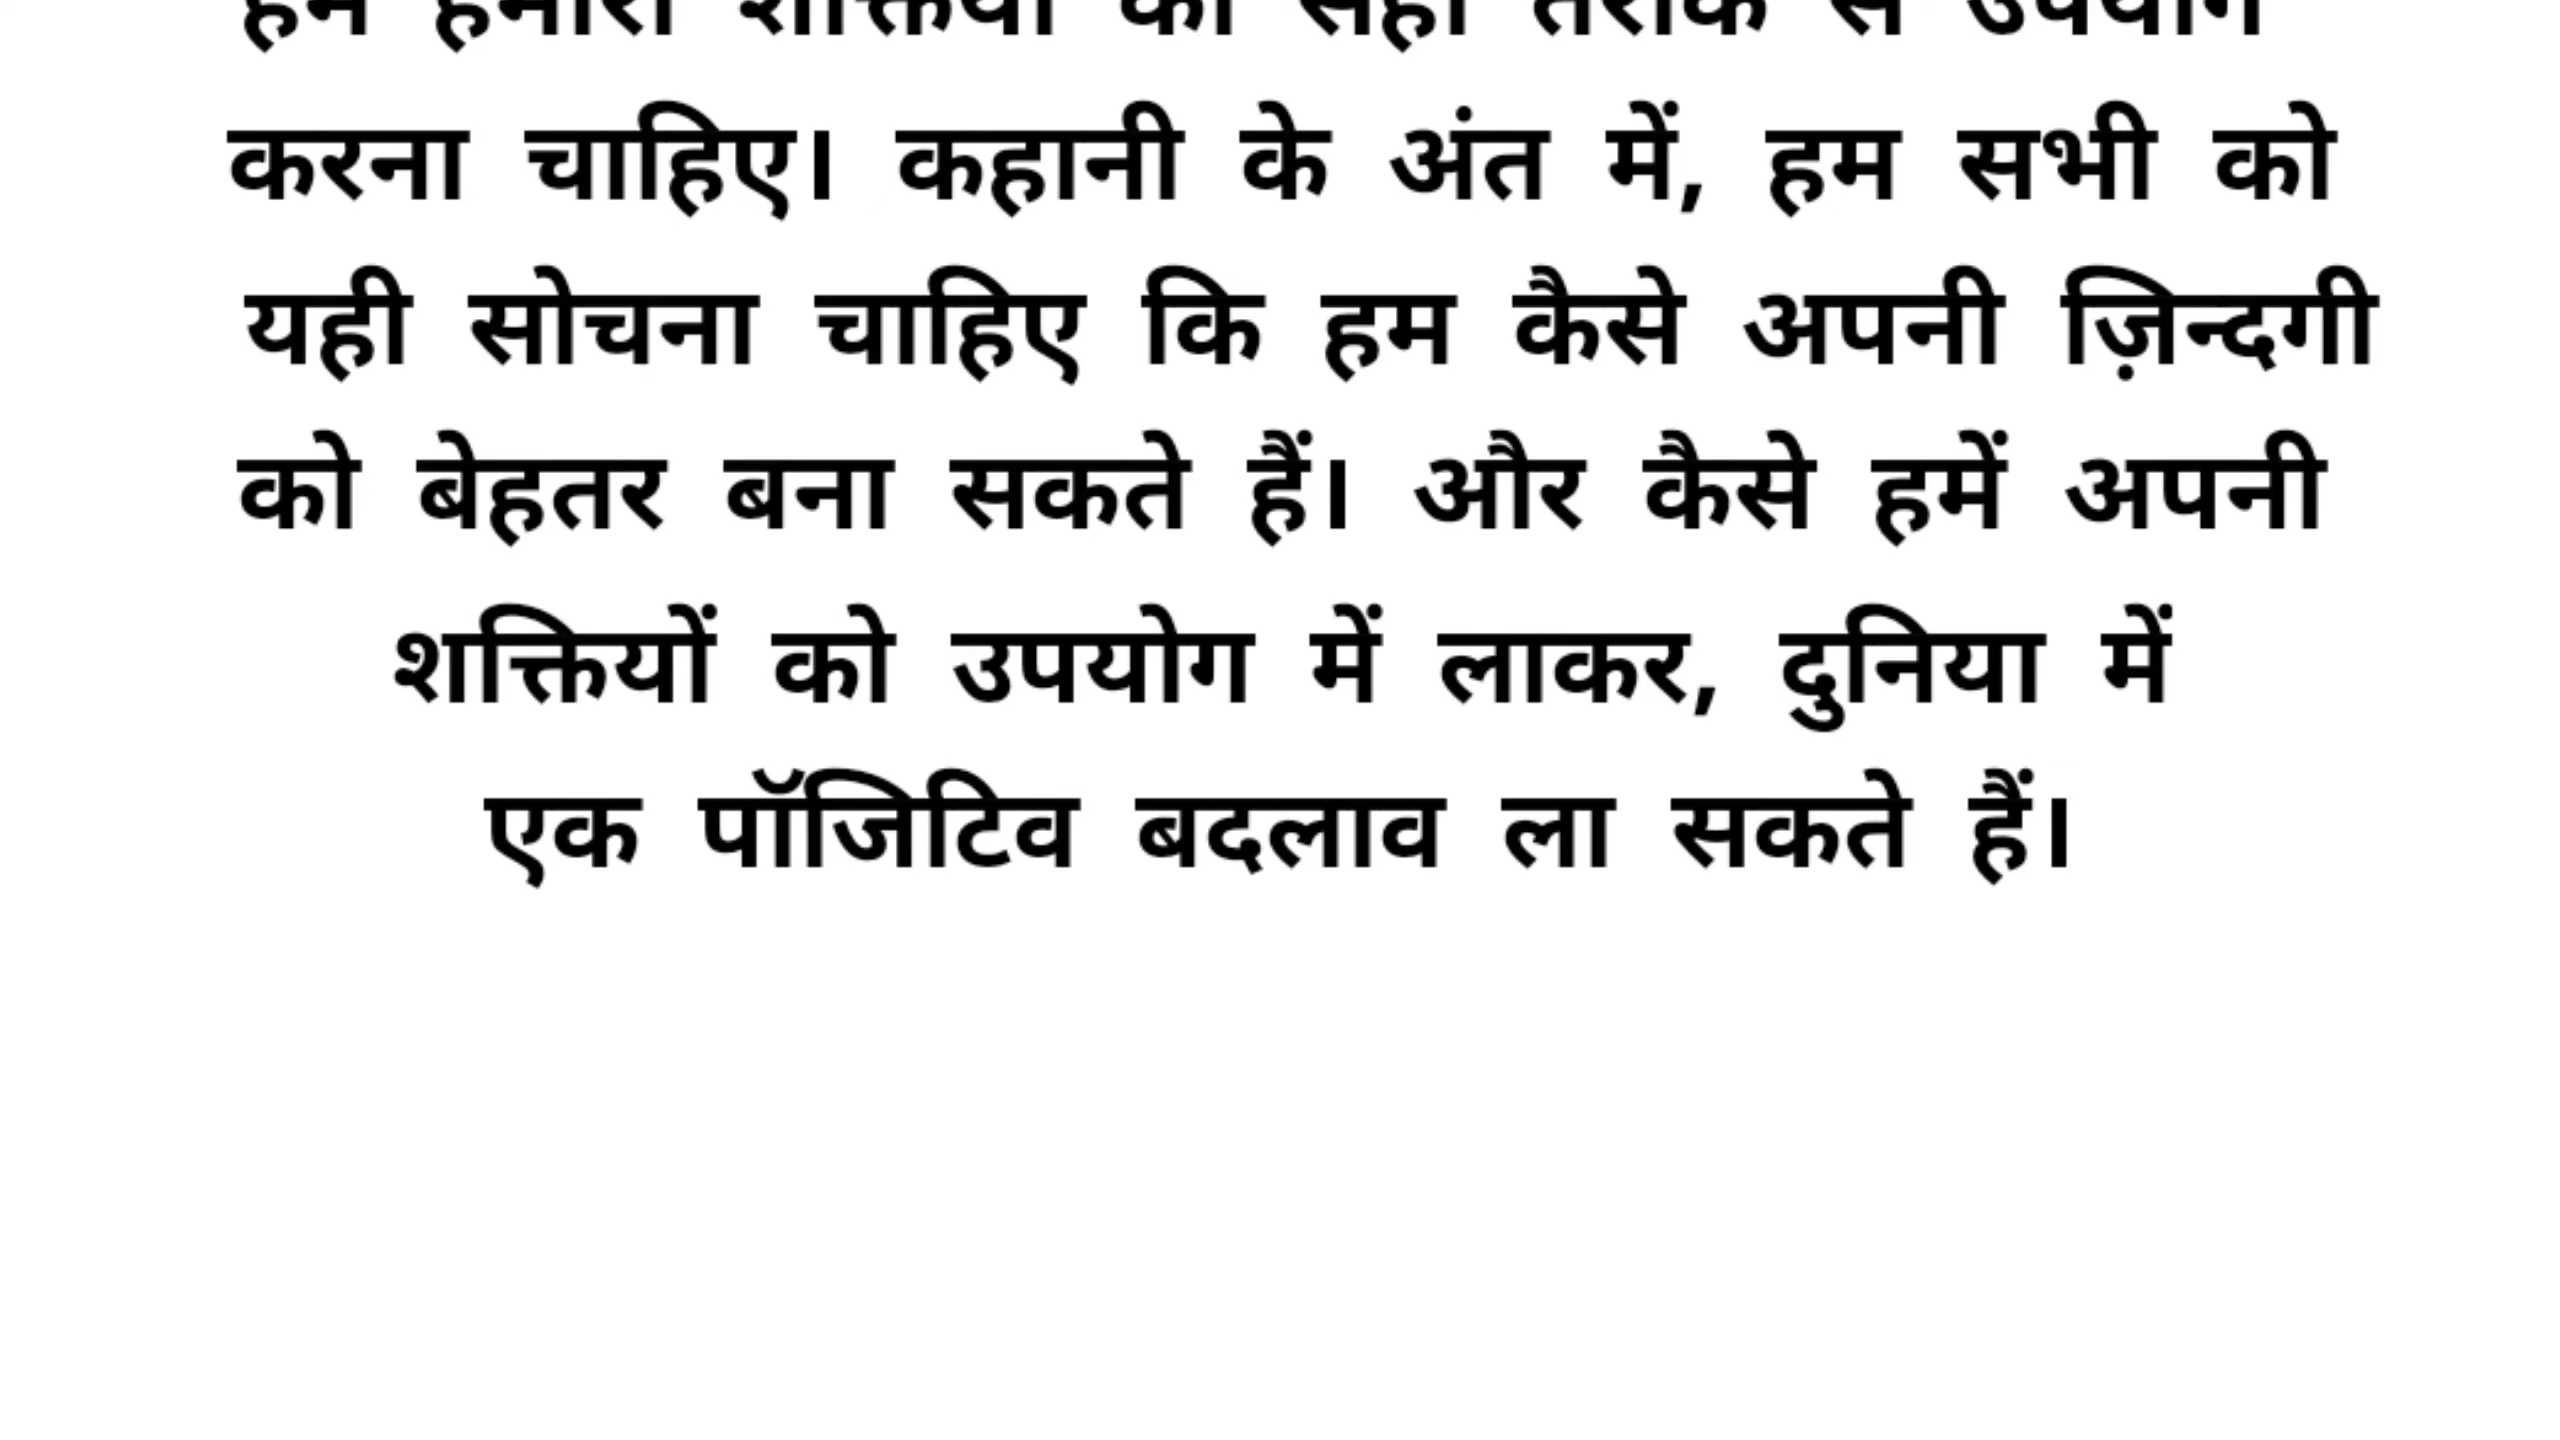 करना चाहिए। कहानी के अंत में, हम सभी को
यही सोचना चाहिए कि हम कैसे अपनी ज़िन्दगी
को बेहतर बना सकते हैं। और कैसे हमें अपनी
शक्तियों को उपयोग में लाकर, दुनिया में
एक पॉजिटिव बदलाव ला सकते हैं।